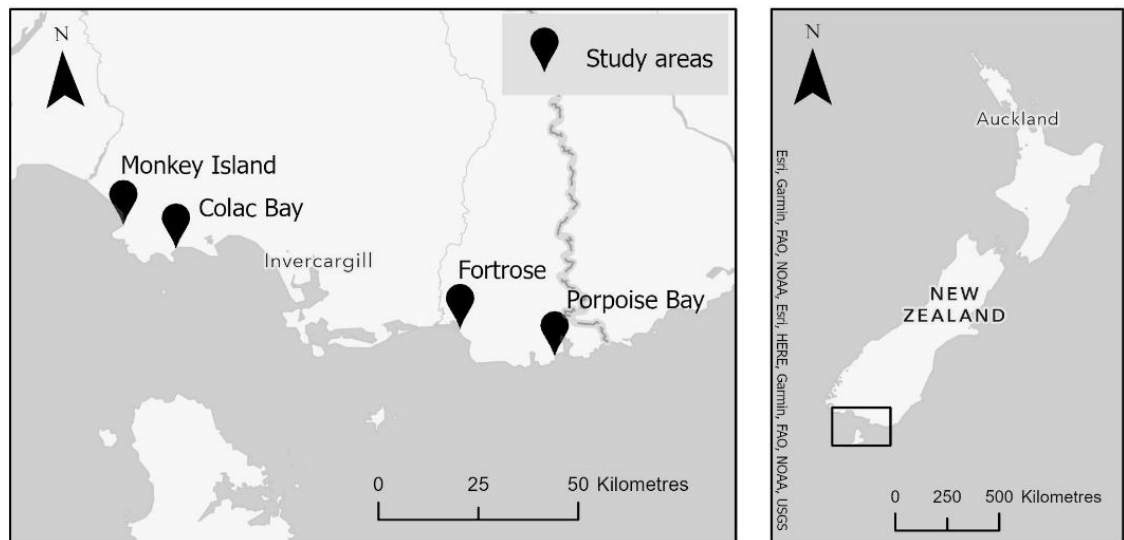 N
Study areas
Monkey Island
Colac Bay
Invercargill
Fortrose
Porpoise Bay
0 25 50 Kilometres
N
Auckland
NEW
ZEALAND
Esri, Garmin, FAO, NOAA, Esri, HERE, Garmin, FAO, NOAA, USGS
0 250 500 Kilometres